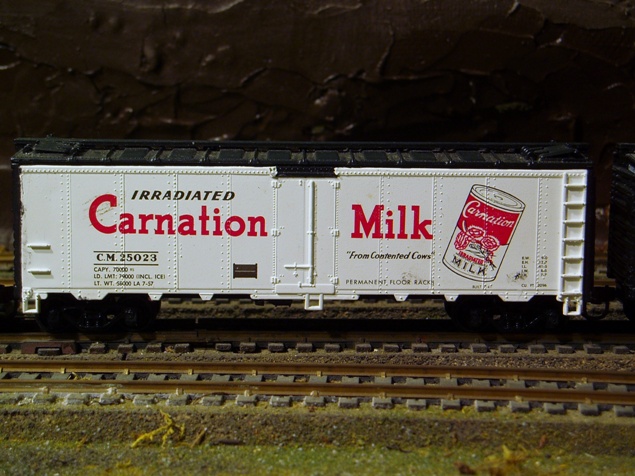 IRRADIATED
Carnation Milk
C.M. 25023
CAPY. 70000
LD. LMT. 79000 (INCL. ICE)
LT. WT. 56000 LA 7-57
"From Contented Cows"
PERMANENT FLOOR RACKS
Carnation
MILK